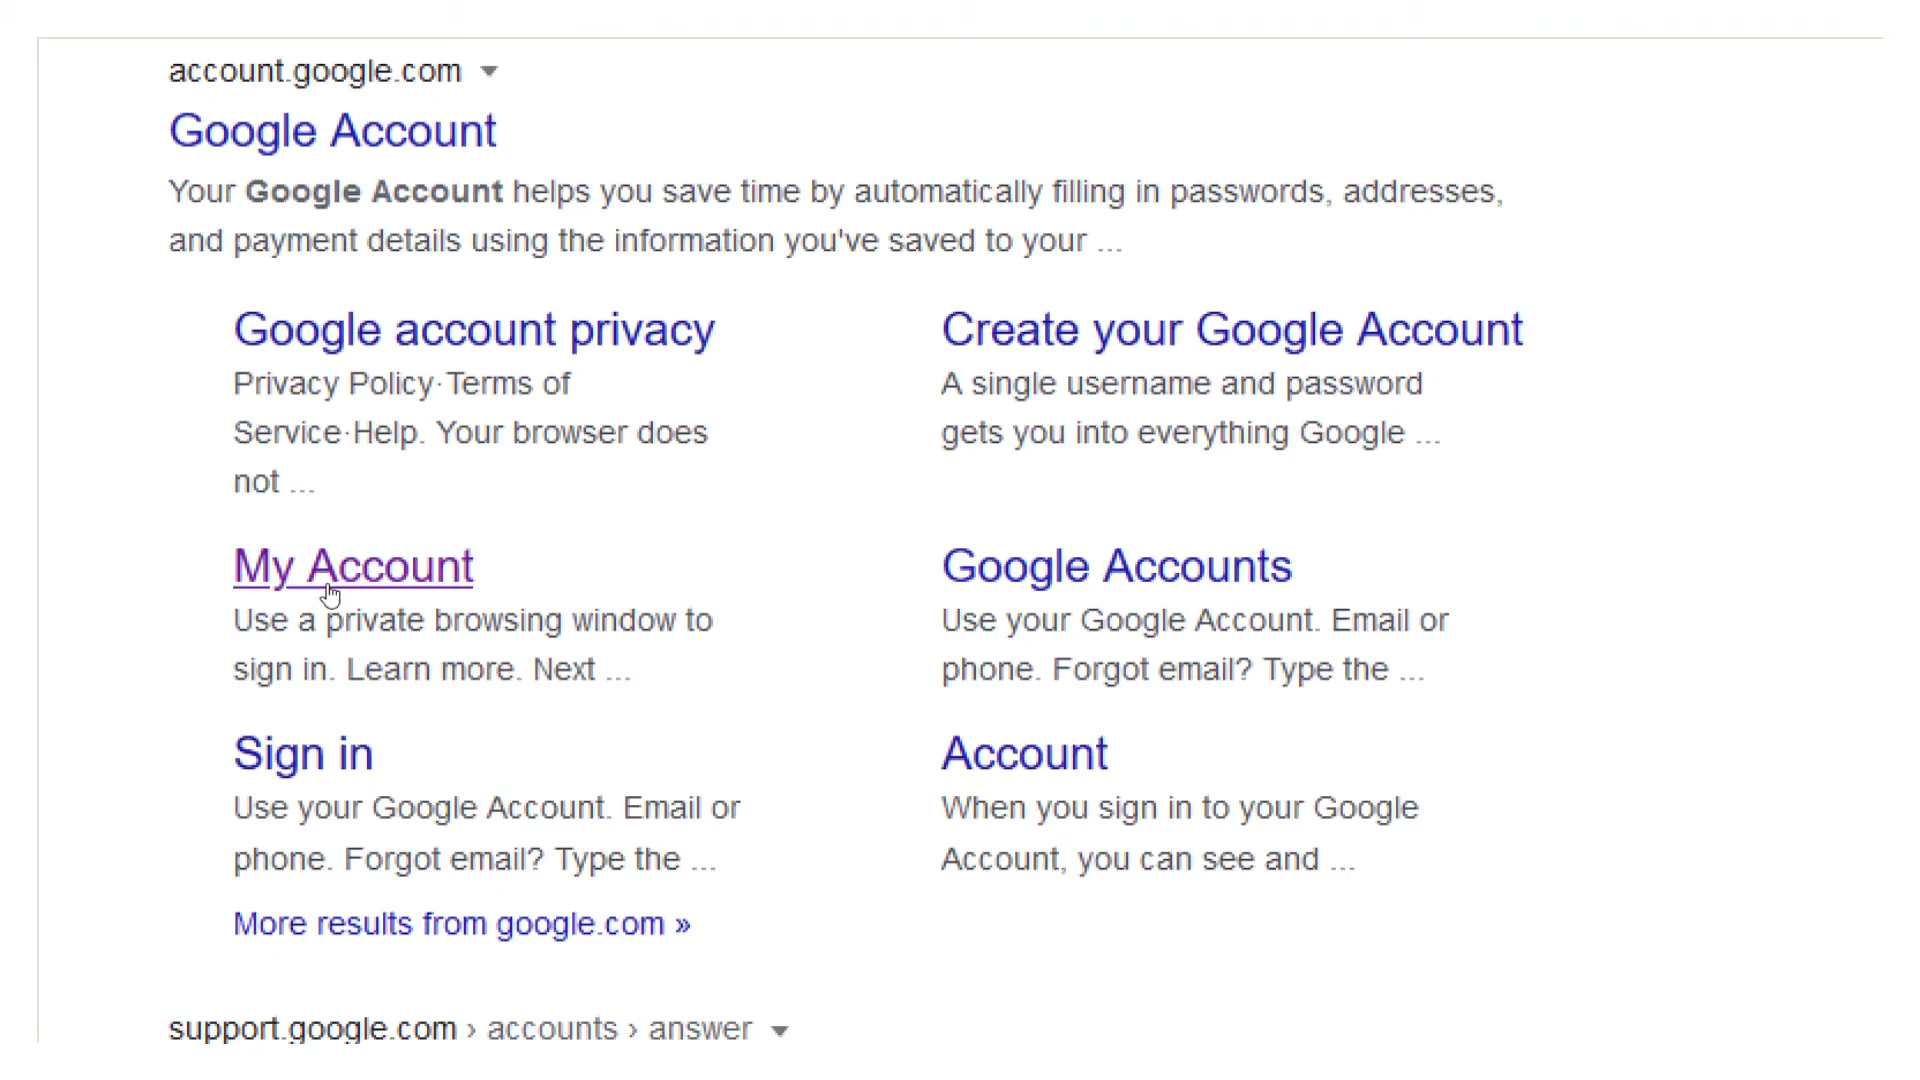 account.google.com
Google Account
Your Google Account helps you save time by automatically filling in passwords, addresses,
and payment details using the information you've saved to your ...
Google account privacy
Privacy Policy·Terms of
Service·Help. Your browser does
not ...
Create your Google Account
A single username and password
gets you into everything Google ...
My Account
Use a private browsing window to
sign in. Learn more. Next ...
Google Accounts
Use your Google Account. Email or
phone. Forgot email? Type the ...
Sign in
Use your Google Account. Email or
phone. Forgot email? Type the ...
Account
When you sign in to your Google
Account, you can see and ...
More results from google.com »
support.google.com › accounts › answer